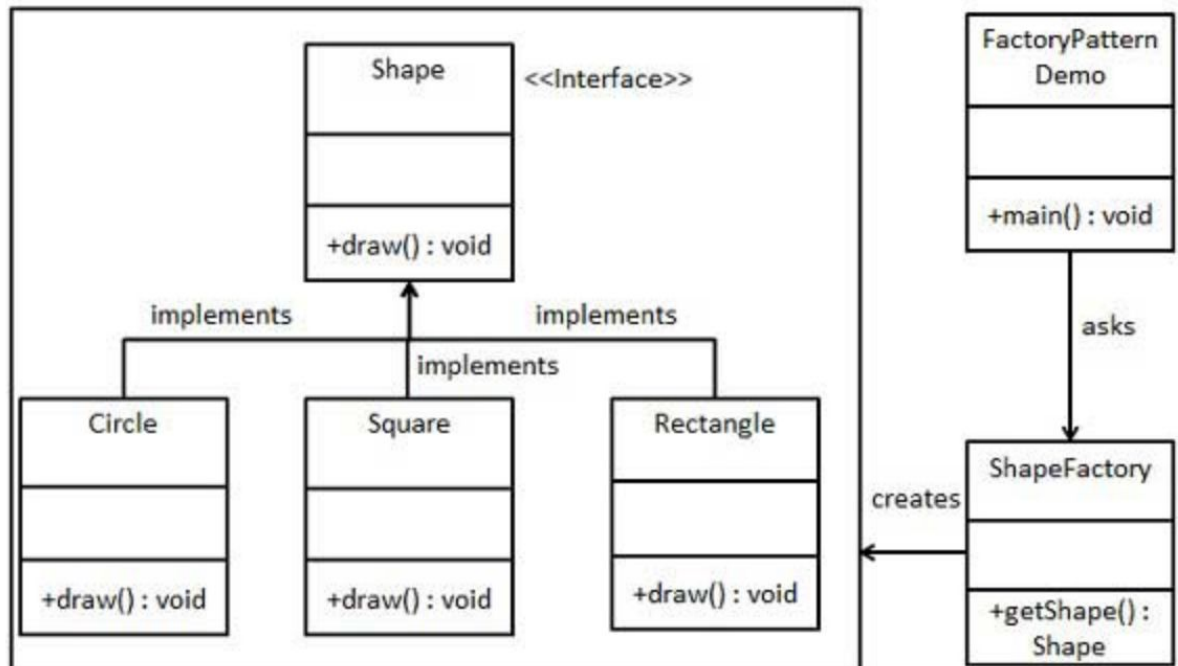 Shape
<<Interface>>
+draw() : void
implements
implements
implements
Circle
+draw() : void
Square
+draw() : void
Rectangle
+draw() : void
FactoryPattern
Demo
+main() : void
asks
ShapeFactory
creates
+getShape() :
Shape